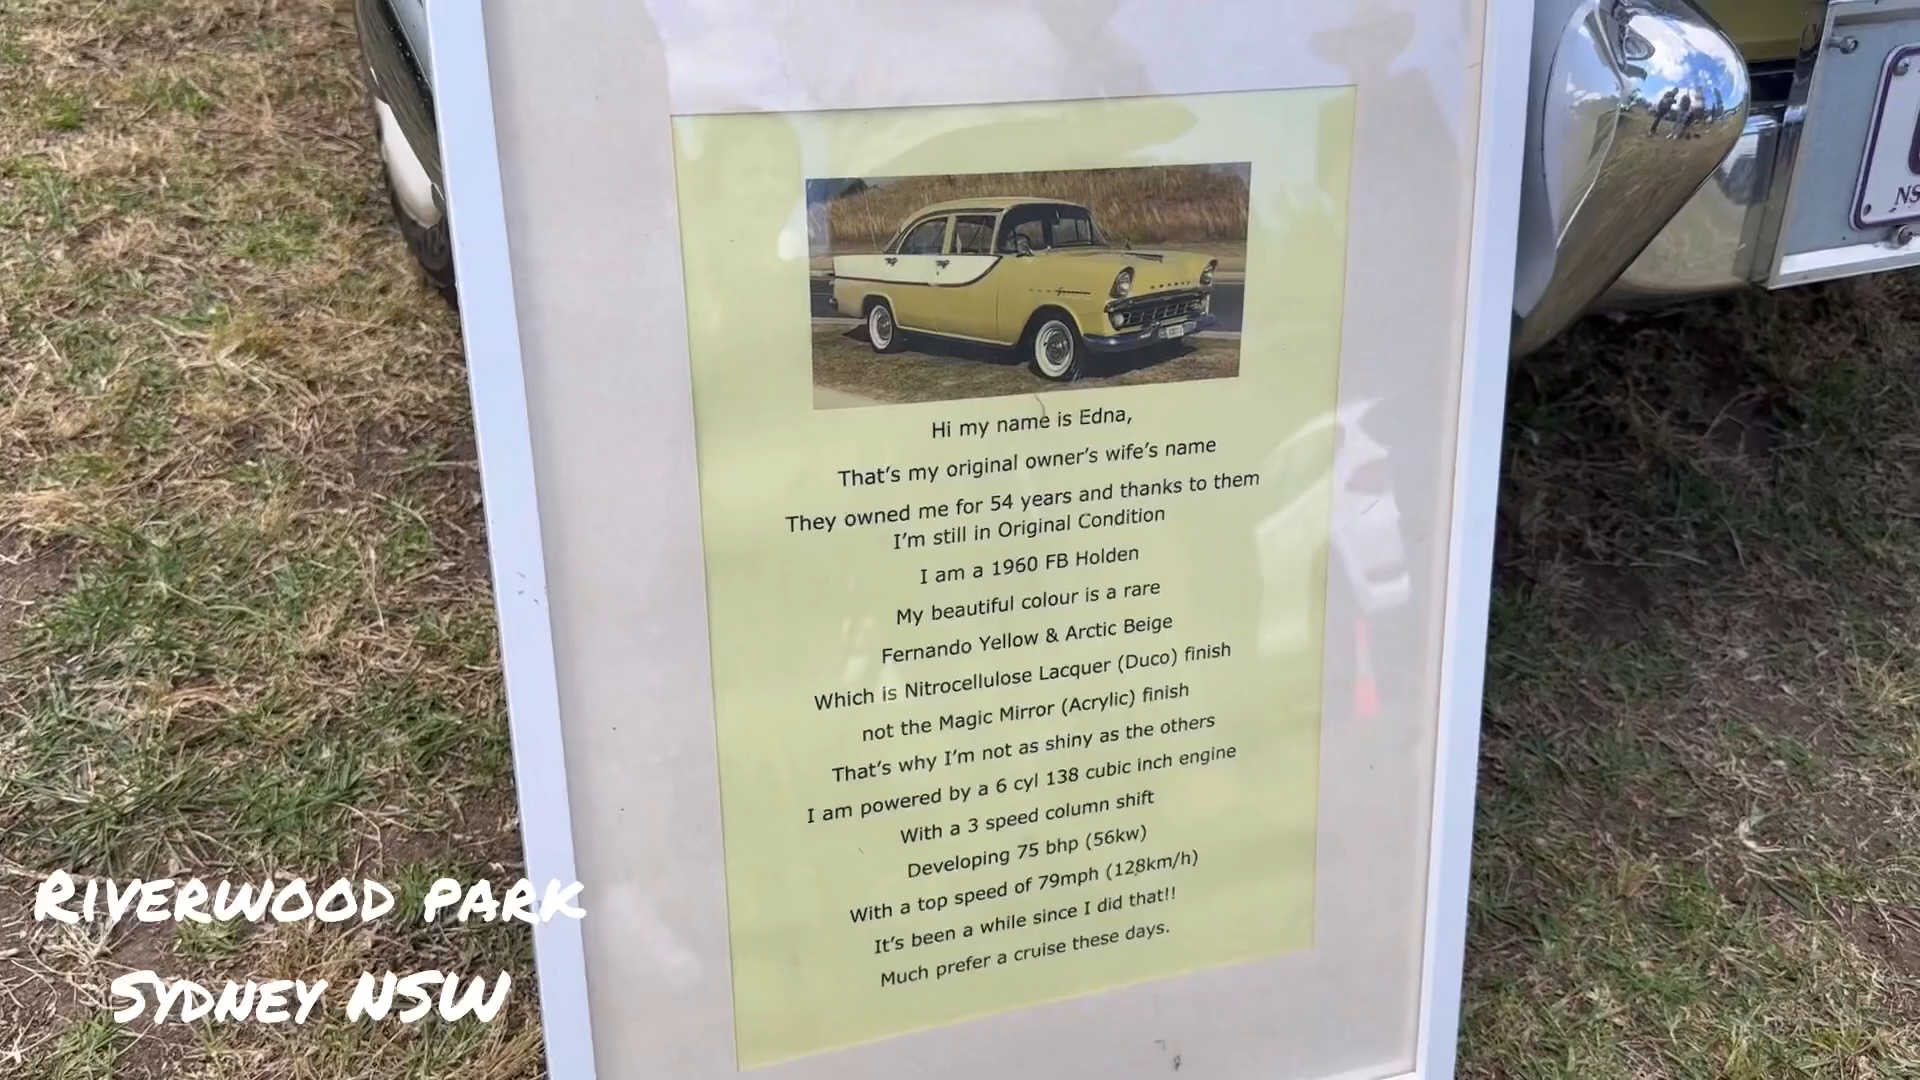 Hi my name is Edna,
That's my original owner's wife's name
They owned me for 54 years and thanks to them
I'm still in Original Condition
I am a 1960 FB Holden
My beautiful colour is a rare
Fernando Yellow & Arctic Beige
Which is Nitrocellulose Lacquer (Duco) finish
not the Magic Mirror (Acrylic) finish
That's why I'm not as shiny as the others
I am powered by a 6 cyl 138 cubic inch engine
With a 3 speed column shift
Developing 75 bhp (56kw)
With a top speed of 79mph (128km/h)
It's been a while since I did that!!
Much prefer a cruise these days.
RIVERWOOD PARK
SYDNEY NSW